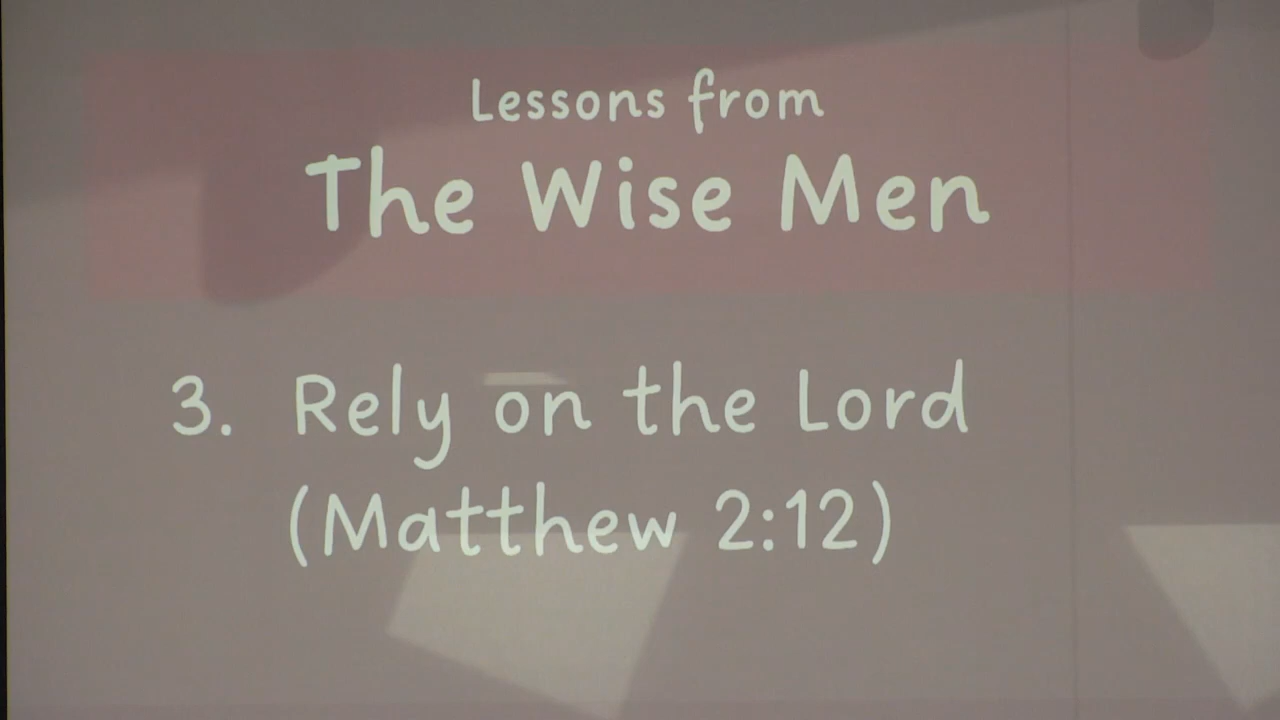 Lessons from
The Wise Men
3. Rely on the Lord
(Matthew 2:12)